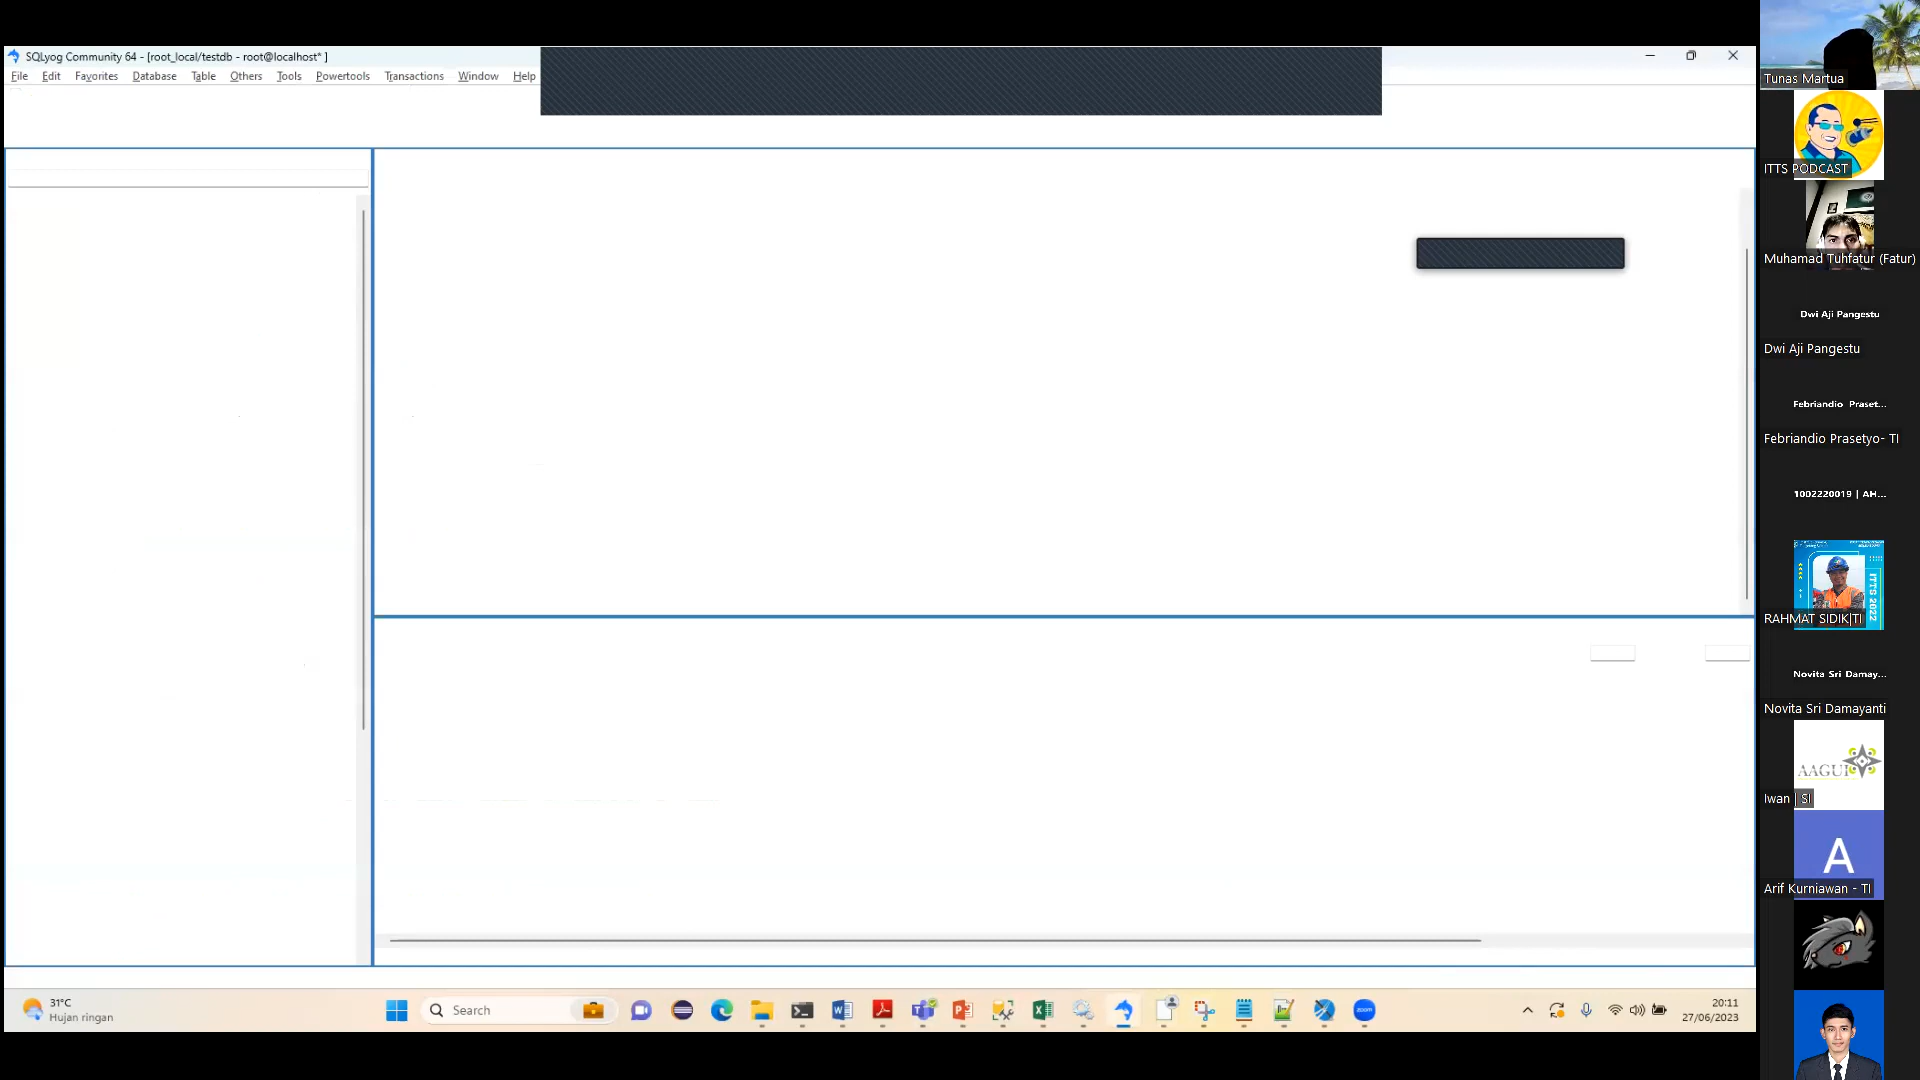 SQLyog Community 64 - [root_local/testdb - root@localhost* ]
File Edit Favorites Database Table Others Tools Powertools Transactions Window Help
Tunas Martua
ITTS PODCAST
Muhamad Tuhfatur (Fatur)
Dwi Aji Pangestu
Dwi Aji Pangestu
Febriandio Praset...
Febriandio Prasetyo- TI
1002220019 | AH...
ITTS 2022
RAHMAT SIDIK|TI
Novita Sri Damay...
Novita Sri Damayanti
AAGUI
Iwan | SI
A
Arif Kurniawan - TI
31°C
Hujan ringan
Search
zoom
20:11
27/06/2023